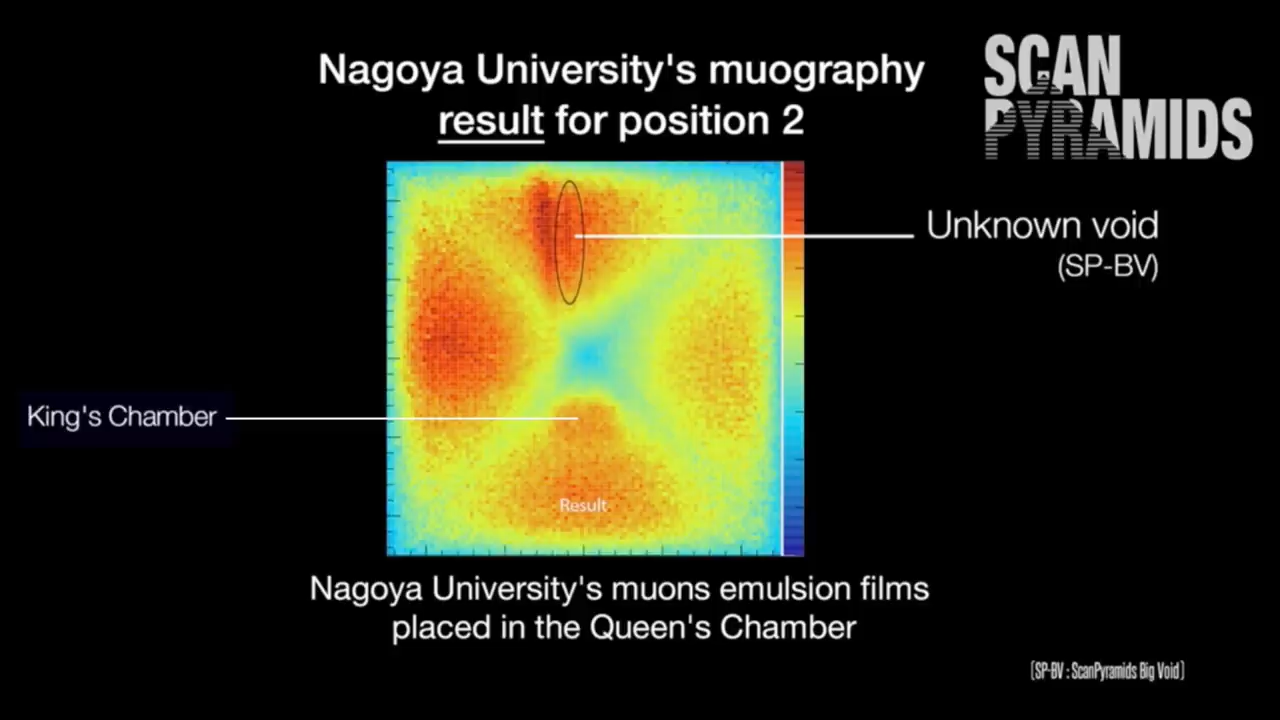 Nagoya University's muography
result for position 2
SCAN
PYRAMIDS
Unknown void
(SP-BV)
King's Chamber
Result
Nagoya University's muons emulsion films
placed in the Queen's Chamber
[SP-BV : ScanPyramids Big Void]